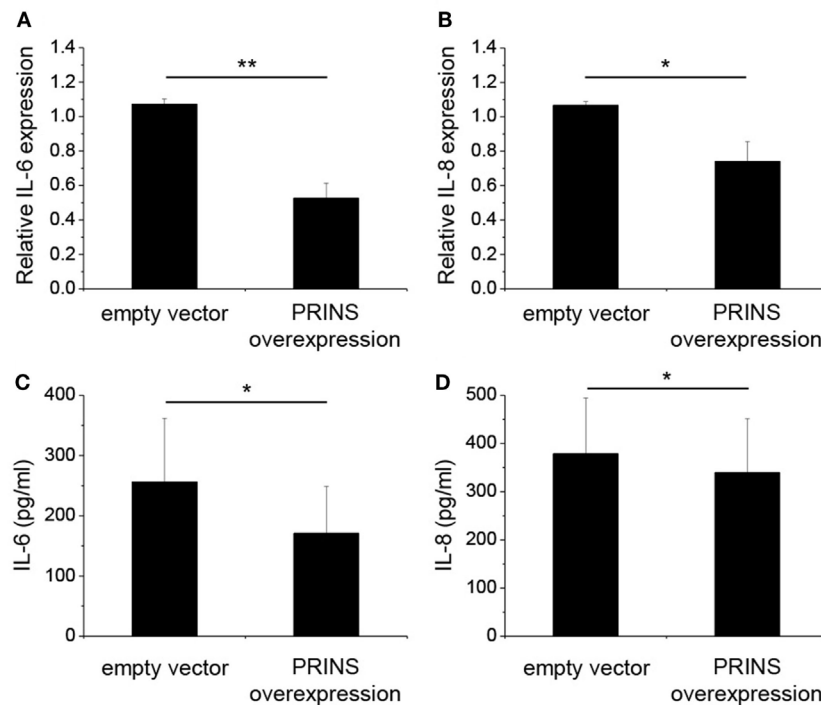 A
Relative IL-6 expression
1.4
1.2
1.0
0.8
0.6
0.4
0.2
0.0
**
empty vector
PRINS
overexpression
B
Relative IL-8 expression
1.4
1.2
1.0
0.8
0.6
0.4
0.2
0.0
*
empty vector
PRINS
overexpression
C
IL-6 (pg/ml)
400
300
200
100
0
*
empty vector
PRINS
overexpression
D
IL-8 (pg/ml)
500
400
300
200
100
0
*
empty vector
PRINS
overexpression